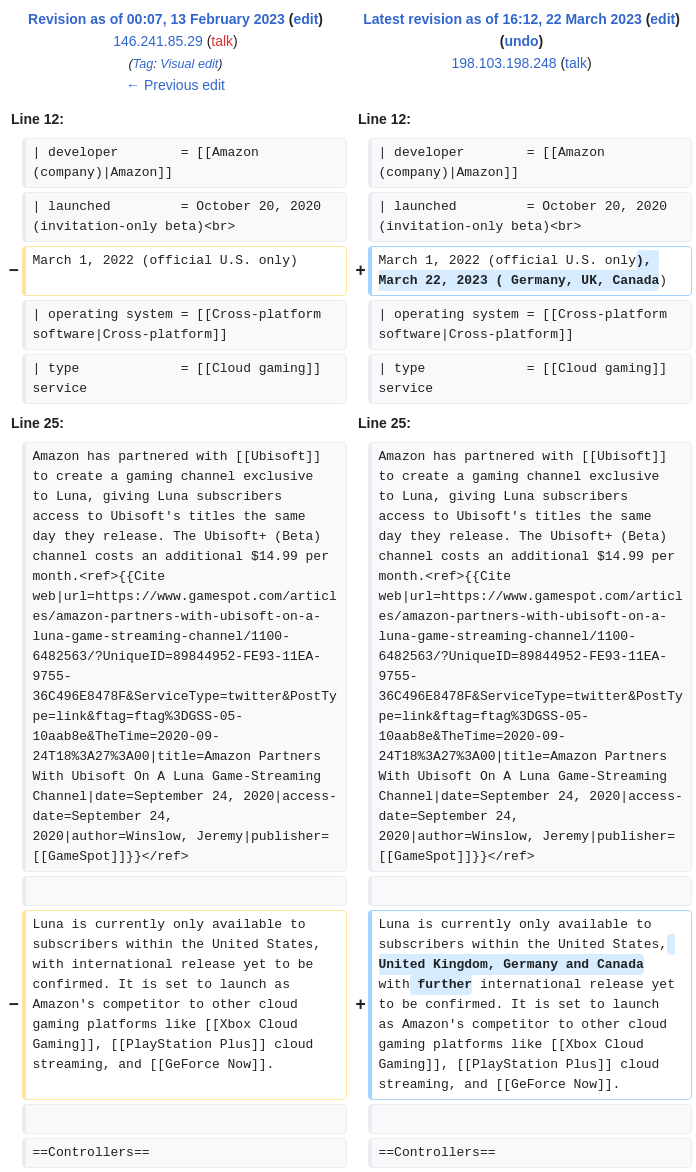 Revision as of 00:07, 13 February 2023 (edit)
146.241.85.29 (talk)
(Tag: Visual edit)
← Previous edit
Latest revision as of 16:12, 22 March 2023 (edit)
(undo)
198.103.198.248 (talk)
Line 12:
Line 12:
| developer        = [[Amazon
(company)|Amazon]]
| developer        = [[Amazon
(company)|Amazon]]
| launched         = October 20, 2020
(invitation-only beta)<br>
| launched         = October 20, 2020
(invitation-only beta)<br>
−
March 1, 2022 (official U.S. only)
+
March 1, 2022 (official U.S. only),
March 22, 2023 ( Germany, UK, Canada)
| operating system = [[Cross-platform
software|Cross-platform]]
| operating system = [[Cross-platform
software|Cross-platform]]
| type             = [[Cloud gaming]]
service
| type             = [[Cloud gaming]]
service
Line 25:
Line 25:
Amazon has partnered with [[Ubisoft]]
to create a gaming channel exclusive
to Luna, giving Luna subscribers
access to Ubisoft's titles the same
day they release. The Ubisoft+ (Beta)
channel costs an additional $14.99 per
month.<ref>{{Cite
web|url=https://www.gamespot.com/articl
es/amazon-partners-with-ubisoft-on-a-
luna-game-streaming-channel/1100-
6482563/?UniqueID=89844952-FE93-11EA-
9755-
36C496E8478F&ServiceType=twitter&PostTy
pe=link&ftag=ftag%3DGSS-05-
10aab8e&TheTime=2020-09-
24T18%3A27%3A00|title=Amazon Partners
With Ubisoft On A Luna Game-Streaming
Channel|date=September 24, 2020|access-
date=September 24,
2020|author=Winslow, Jeremy|publisher=
[[GameSpot]]}}</ref>
Amazon has partnered with [[Ubisoft]]
to create a gaming channel exclusive
to Luna, giving Luna subscribers
access to Ubisoft's titles the same
day they release. The Ubisoft+ (Beta)
channel costs an additional $14.99 per
month.<ref>{{Cite
web|url=https://www.gamespot.com/articl
es/amazon-partners-with-ubisoft-on-a-
luna-game-streaming-channel/1100-
6482563/?UniqueID=89844952-FE93-11EA-
9755-
36C496E8478F&ServiceType=twitter&PostTy
pe=link&ftag=ftag%3DGSS-05-
10aab8e&TheTime=2020-09-
24T18%3A27%3A00|title=Amazon Partners
With Ubisoft On A Luna Game-Streaming
Channel|date=September 24, 2020|access-
date=September 24,
2020|author=Winslow, Jeremy|publisher=
[[GameSpot]]}}</ref>
−
Luna is currently only available to
subscribers within the United States,
with international release yet to be
confirmed. It is set to launch as
Amazon's competitor to other cloud
gaming platforms like [[Xbox Cloud
Gaming]], [[PlayStation Plus]] cloud
streaming, and [[GeForce Now]].
+
Luna is currently only available to
subscribers within the United States,
United Kingdom, Germany and Canada
with further international release yet
to be confirmed. It is set to launch
as Amazon's competitor to other cloud
gaming platforms like [[Xbox Cloud
Gaming]], [[PlayStation Plus]] cloud
streaming, and [[GeForce Now]].
==Controllers==
==Controllers==